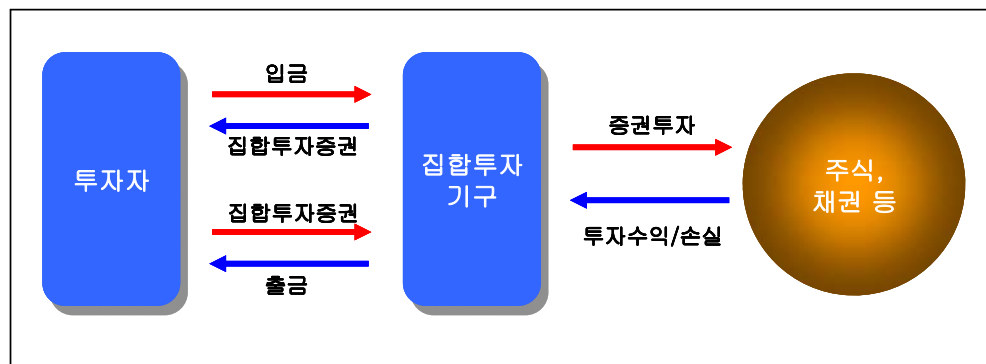 투자자
입금
집합투자증권
집합투자증권
출금
집합투자
기구
증권투자
투자수익/손실
주식,
채권 등